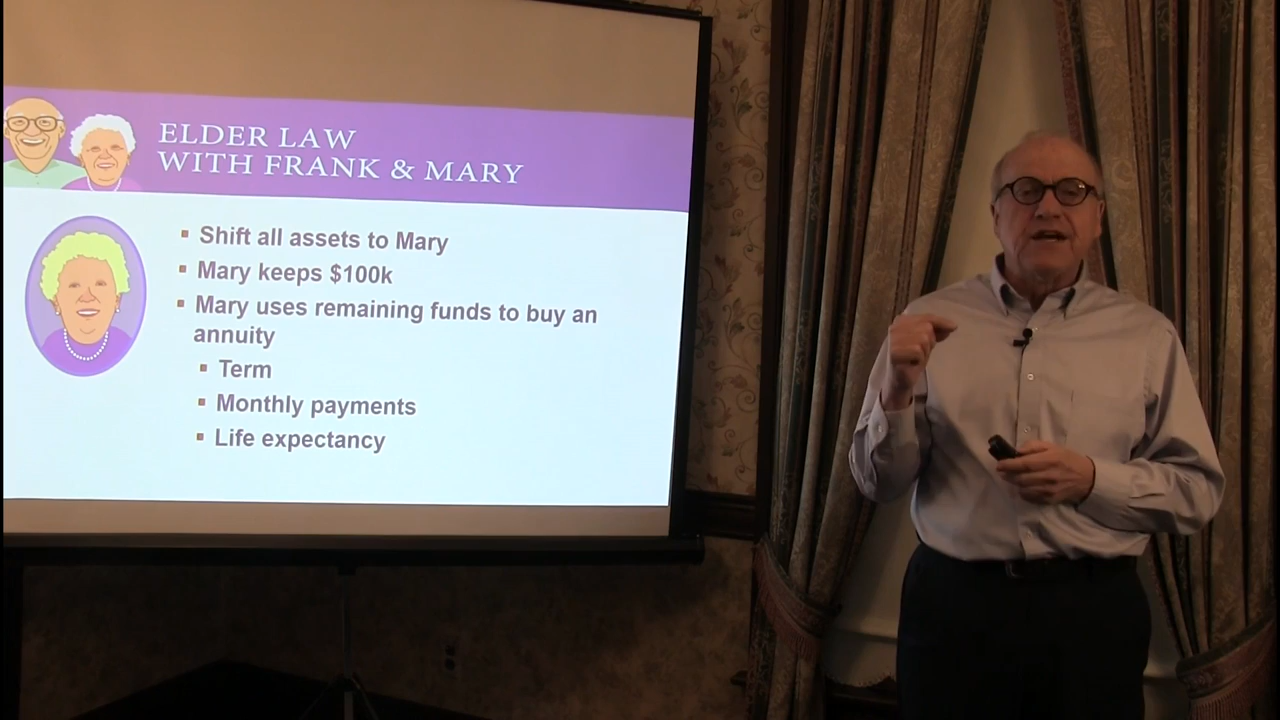 ELDER LAW
WITH FRANK & MARY
Shift all assets to Mary
Mary keeps $100k
Mary uses remaining funds to buy an
annuity
Term
Monthly payments
Life expectancy